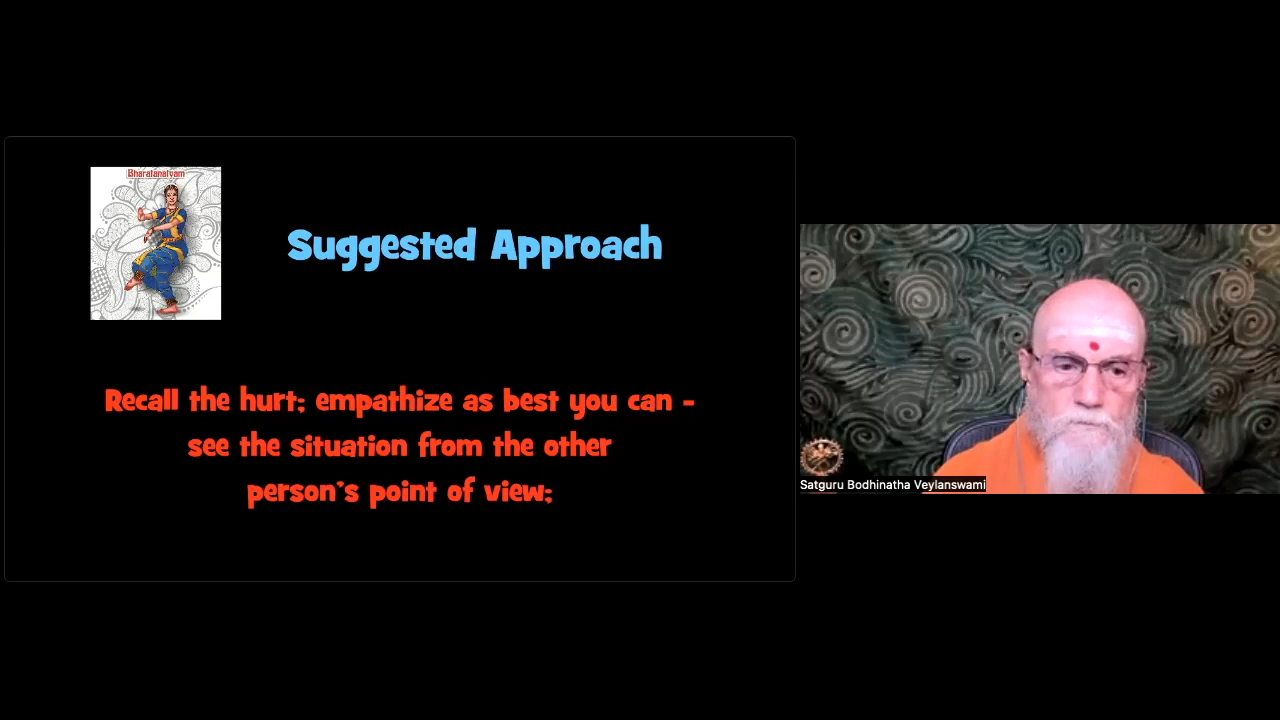 Bharatanatyam
Suggested Approach
Recall the hurt; empathize as best you can -
see the situation from the other
person's point of view;
Satguru Bodhinatha Veylanswami